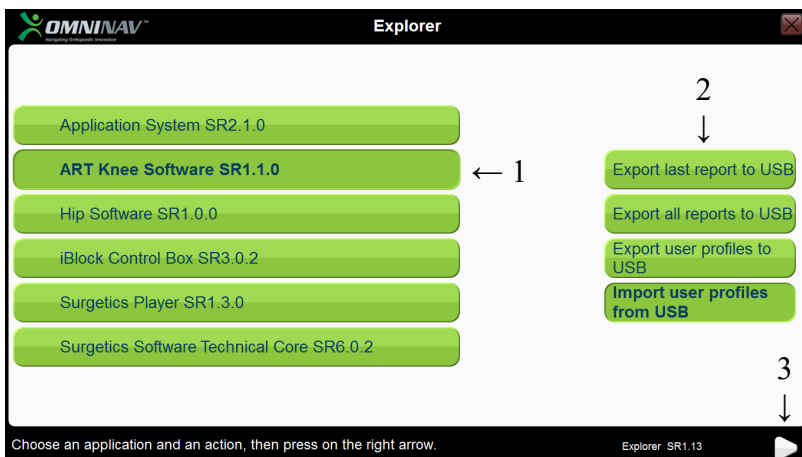 OMNINAV™
Navigating Orthopaedic Innovation
Explorer
2
↓
Application System SR2.1.0
ART Knee Software SR1.1.0
← 1
Export last report to USB
Hip Software SR1.0.0
Export all reports to USB
iBlock Control Box SR3.0.2
Export user profiles to
USB
Surgetics Player SR1.3.0
Import user profiles
from USB
Surgetics Software Technical Core SR6.0.2
3
↓
Choose an application and an action, then press on the right arrow.
Explorer SR1.13